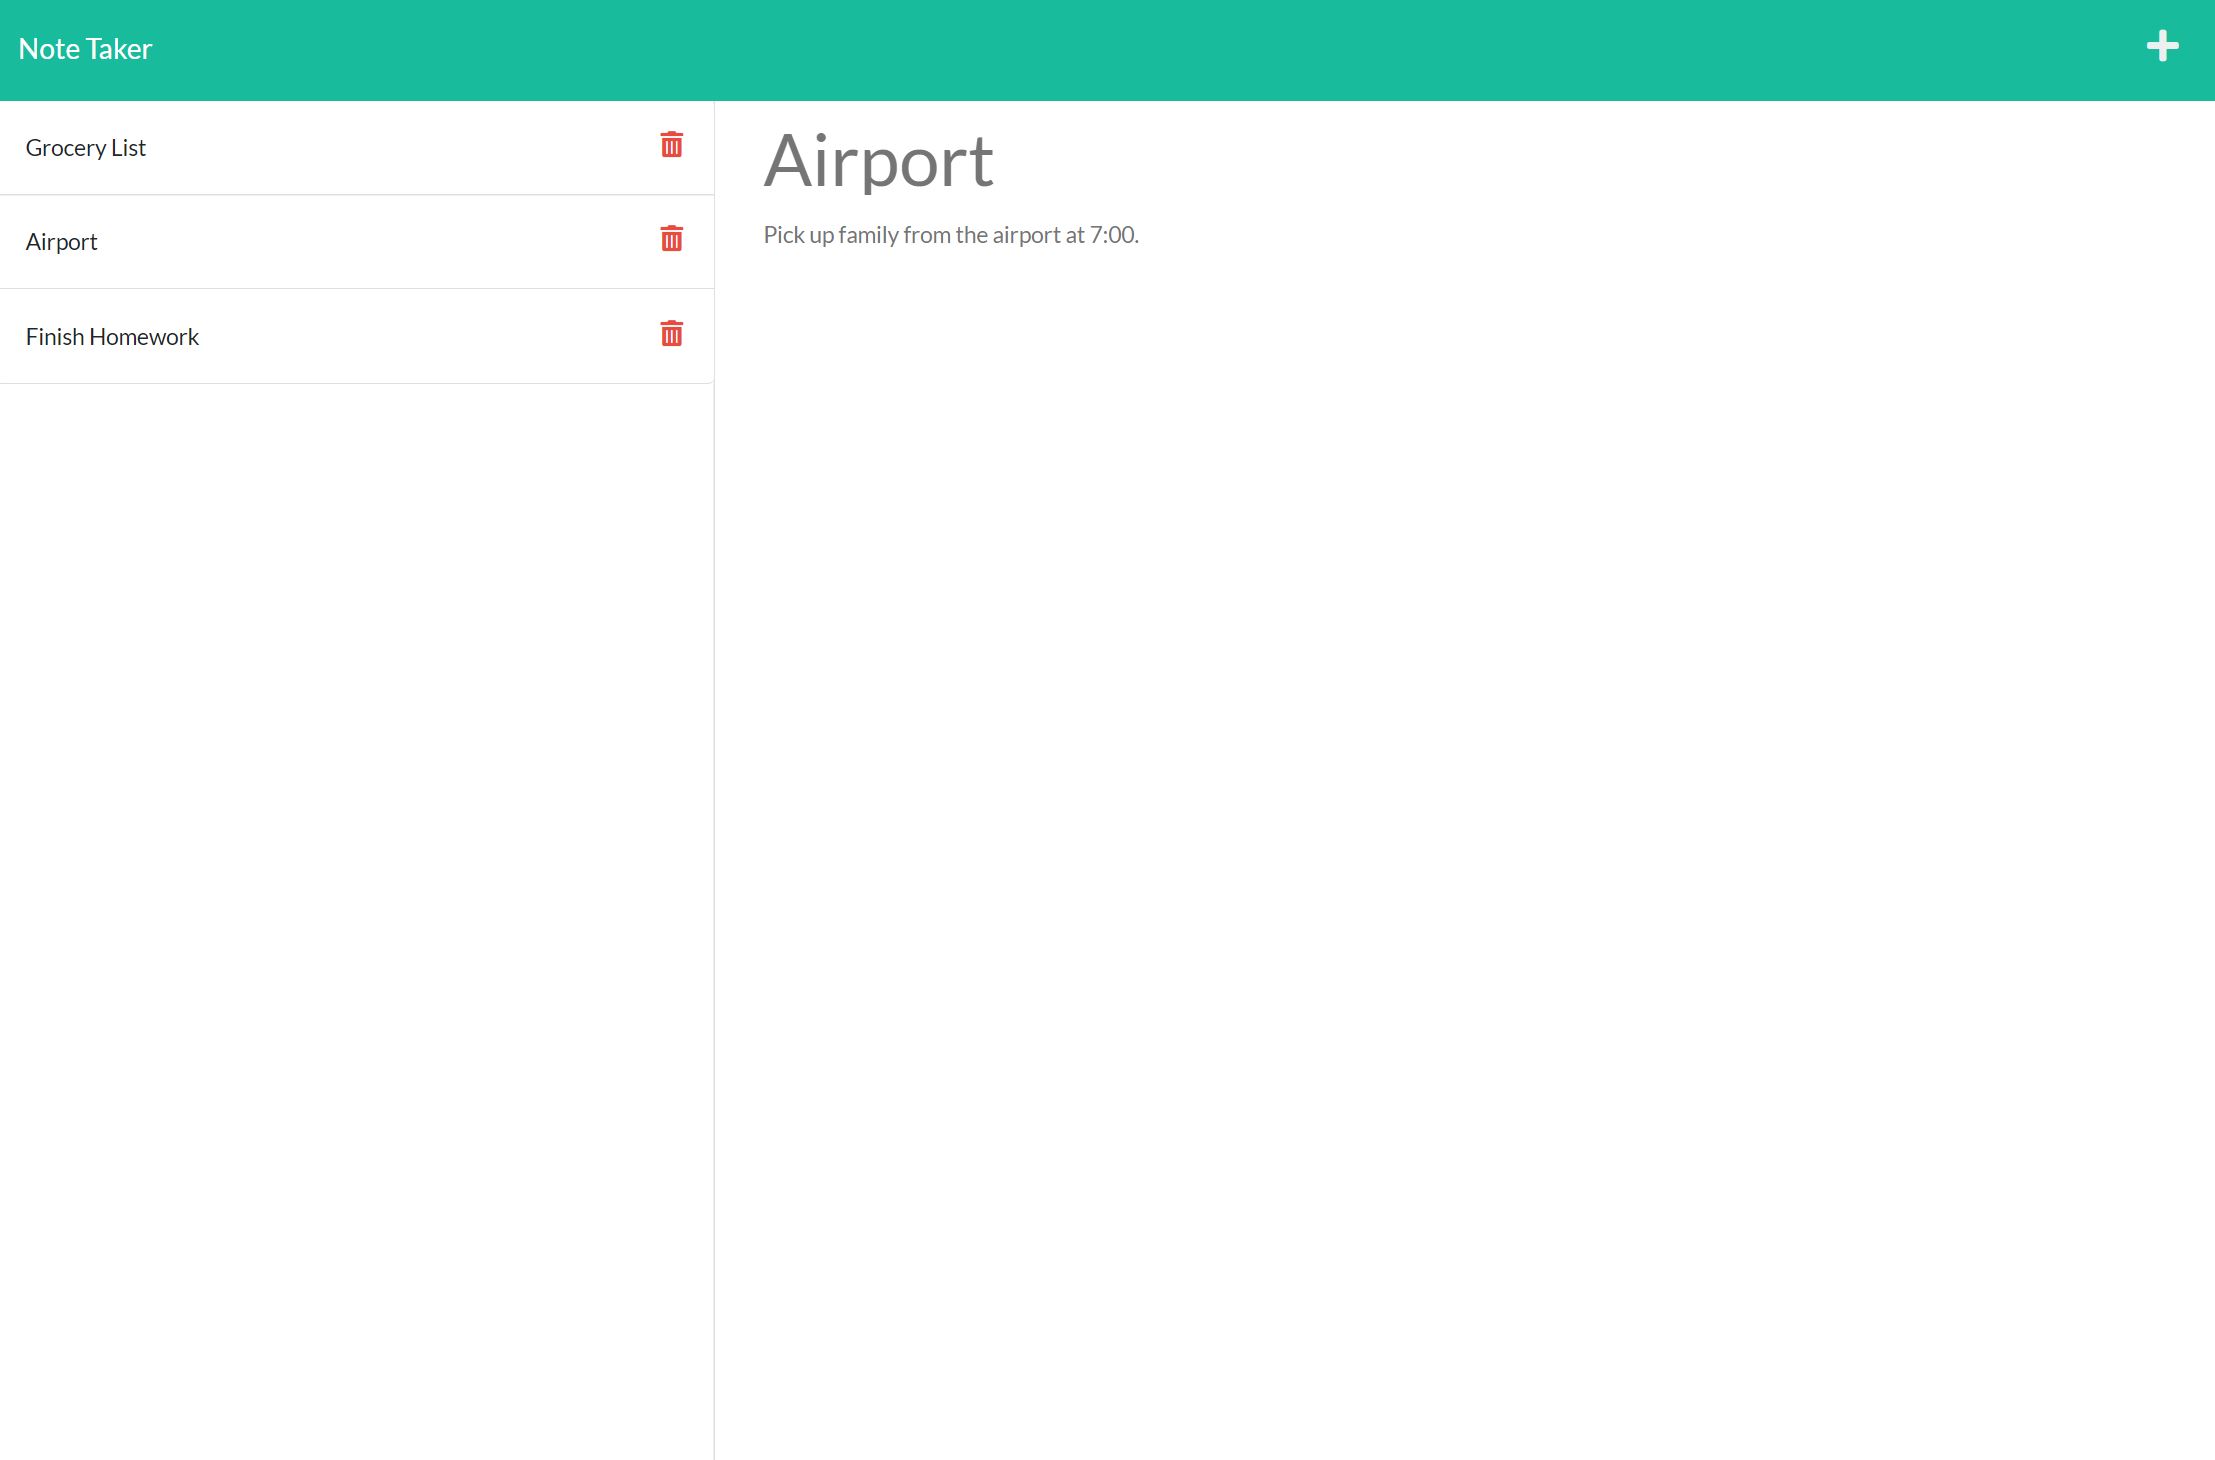 Note Taker
Grocery List
Airport
Finish Homework
Airport
Pick up family from the airport at 7:00.